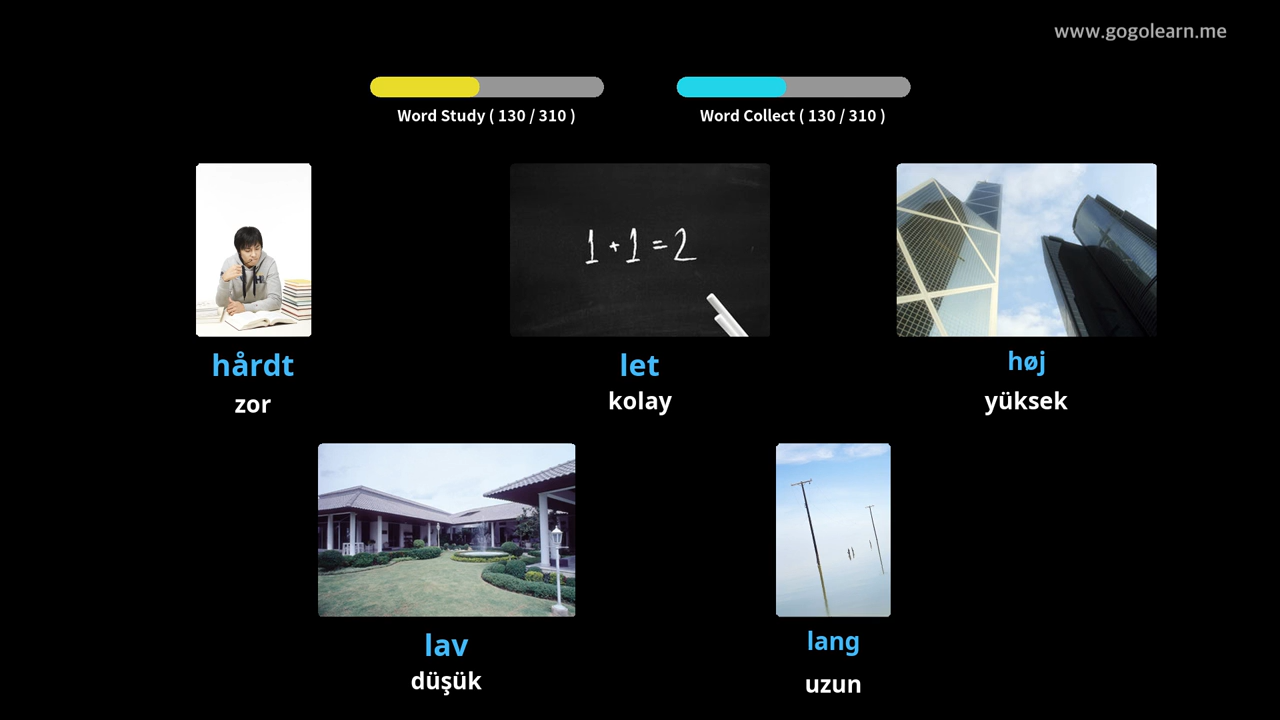 www.gogolearn.me
Word Study ( 130 / 310 )
Word Collect ( 130 / 310 )
1 + 1 = 2
hårdt
zor
let
kolay
høj
yüksek
lav
düşük
lang
uzun